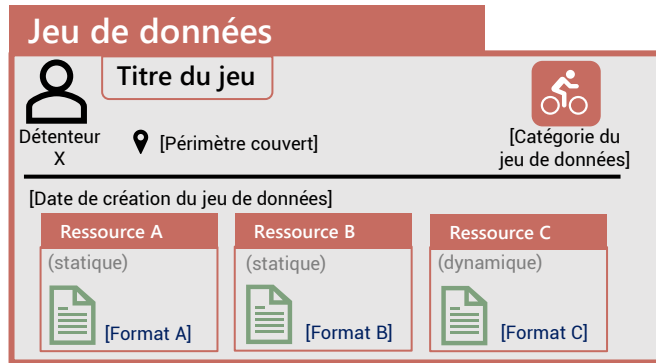 Jeu de données
Titre du jeu
Détenteur
X
[Périmètre couvert]
[Catégorie du
jeu de données]
[Date de création du jeu de données]
Ressource A
(statique)
[Format A]
Ressource B
(statique)
[Format B]
Ressource C
(dynamique)
[Format C]